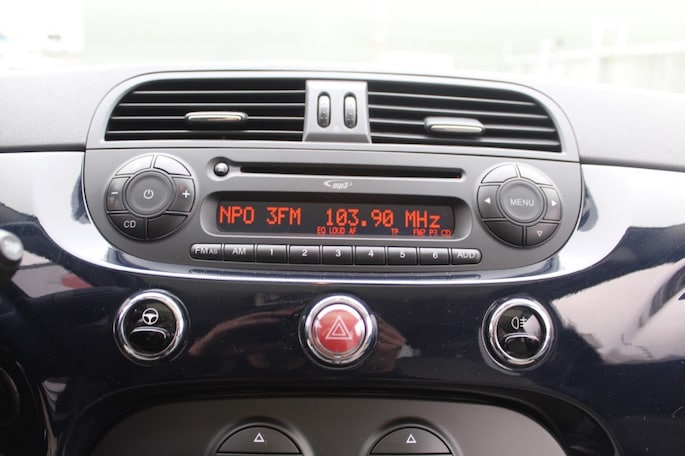 mp3
NPO 3FM 103.90 MHz
EQ LOUD AF TP FM2 P3 CD
− +
CD
MENU
FM AS AM 1 2 3 4 5 6 AUD